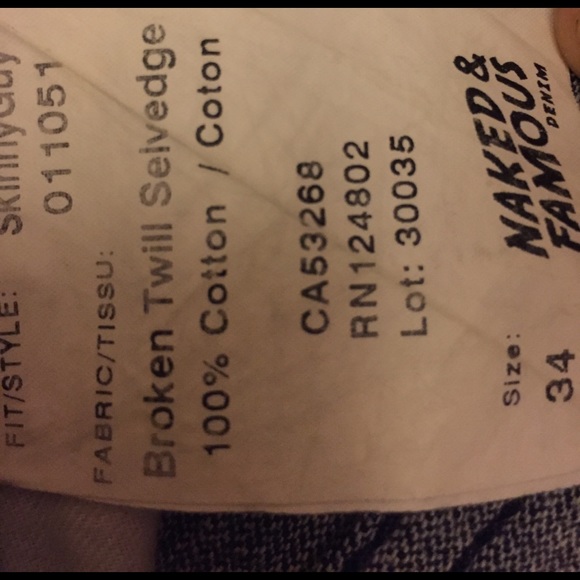 FIT/STYLE: SkinnyGuy
011051
FABRIC/TISSU:
Broken Twill Selvedge
100% Cotton / Coton
CA53268
RN124802
Lot: 30035
NAKED &
FAMOUS
DENIM
Size:
34